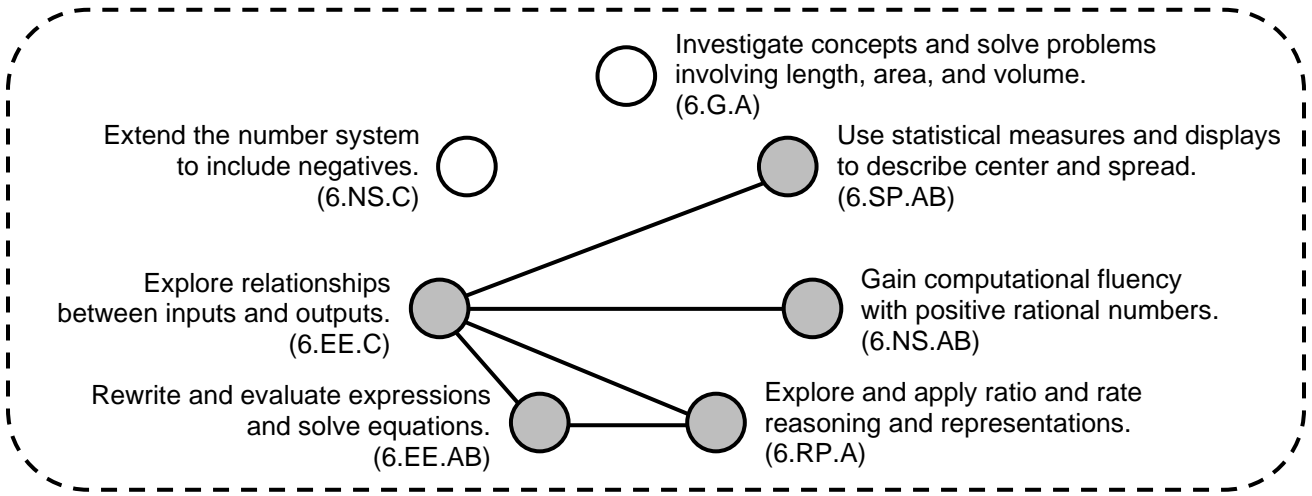 Investigate concepts and solve problems
involving length, area, and volume.
(6.G.A)
Extend the number system
to include negatives.
(6.NS.C)
Use statistical measures and displays
to describe center and spread.
(6.SP.AB)
Explore relationships
between inputs and outputs.
(6.EE.C)
Gain computational fluency
with positive rational numbers.
(6.NS.AB)
Rewrite and evaluate expressions
and solve equations.
(6.EE.AB)
Explore and apply ratio and rate
reasoning and representations.
(6.RP.A)